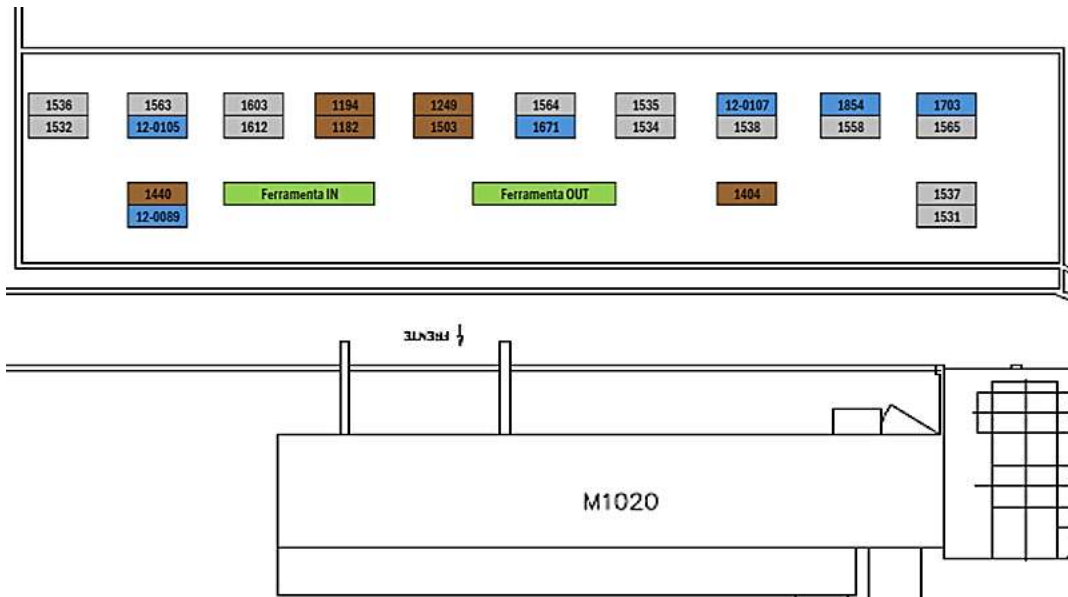 1536 1563 1603 1194 1249 1564 1535 12-0107 1854 1703
1532 12-0105 1612 1182 1503 1671 1534 1538 1558 1565
1440 Ferramenta IN Ferramenta OUT 1404 1537
12-0089 1531
FRENTE
M1020